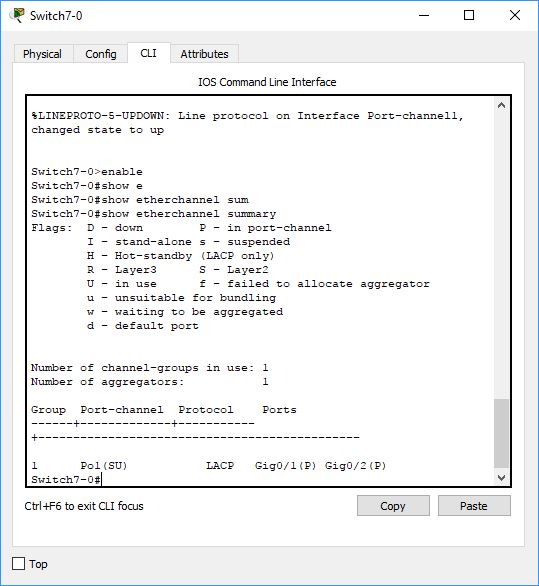 Switch7-0
Physical Config CLI Attributes
IOS Command Line Interface
%LINEPROTO-5-UPDOWN: Line protocol on Interface Port-channel1,
changed state to up
Switch7-0>enable
Switch7-0#show e
Switch7-0#show etherchannel sum
Switch7-0#show etherchannel summary
Flags:  D - down        P - in port-channel
        I - stand-alone s - suspended
        H - Hot-standby (LACP only)
        R - Layer3      S - Layer2
        U - in use      f - failed to allocate aggregator
        u - unsuitable for bundling
        w - waiting to be aggregated
        d - default port
Number of channel-groups in use: 1
Number of aggregators:           1
Group  Port-channel  Protocol    Ports
------+-------------+-----------
+----------------------------------------------
1      Po1(SU)           LACP   Gig0/1(P) Gig0/2(P)
Switch7-0#
Ctrl+F6 to exit CLI focus
Copy Paste
Top